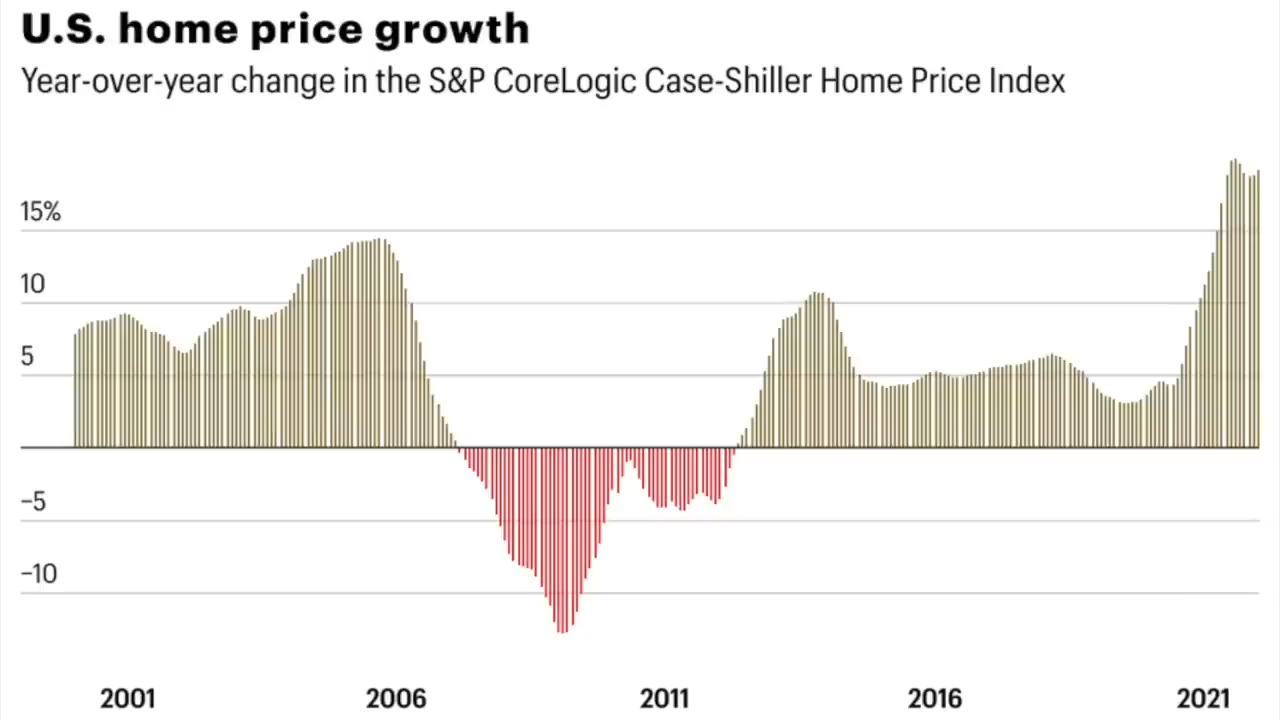 U.S. home price growth
Year-over-year change in the S&P CoreLogic Case-Shiller Home Price Index
15%
10
5
−5
−10
2001 2006 2011 2016 2021